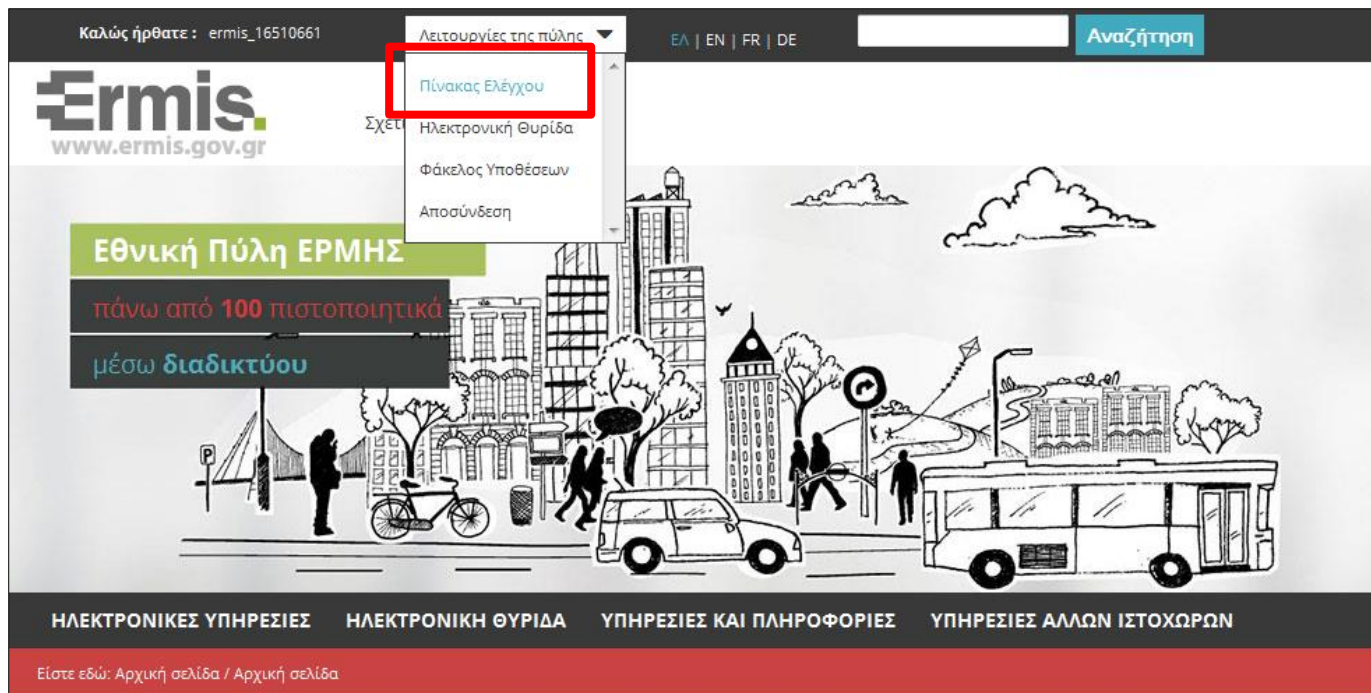 Καλώς ήρθατε : ermis_16510661
Λειτουργίες της πύλης
ΕΛ | EN | FR | DE
Αναζήτηση
Πίνακας Ελέγχου
Ηλεκτρονική Θυρίδα
Φάκελος Υποθέσεων
Αποσύνδεση
Ermis.
www.ermis.gov.gr
Εθνική Πύλη ΕΡΜΗΣ
πάνω από 100 πιστοποιητικά
μέσω διαδικτύου
P
ΗΛΕΚΤΡΟΝΙΚΕΣ ΥΠΗΡΕΣΙΕΣ ΗΛΕΚΤΡΟΝΙΚΗ ΘΥΡΙΔΑ ΥΠΗΡΕΣΙΕΣ ΚΑΙ ΠΛΗΡΟΦΟΡΙΕΣ ΥΠΗΡΕΣΙΕΣ ΑΛΛΩΝ ΙΣΤΟΧΩΡΩΝ
Είστε εδώ: Αρχική σελίδα / Αρχική σελίδα